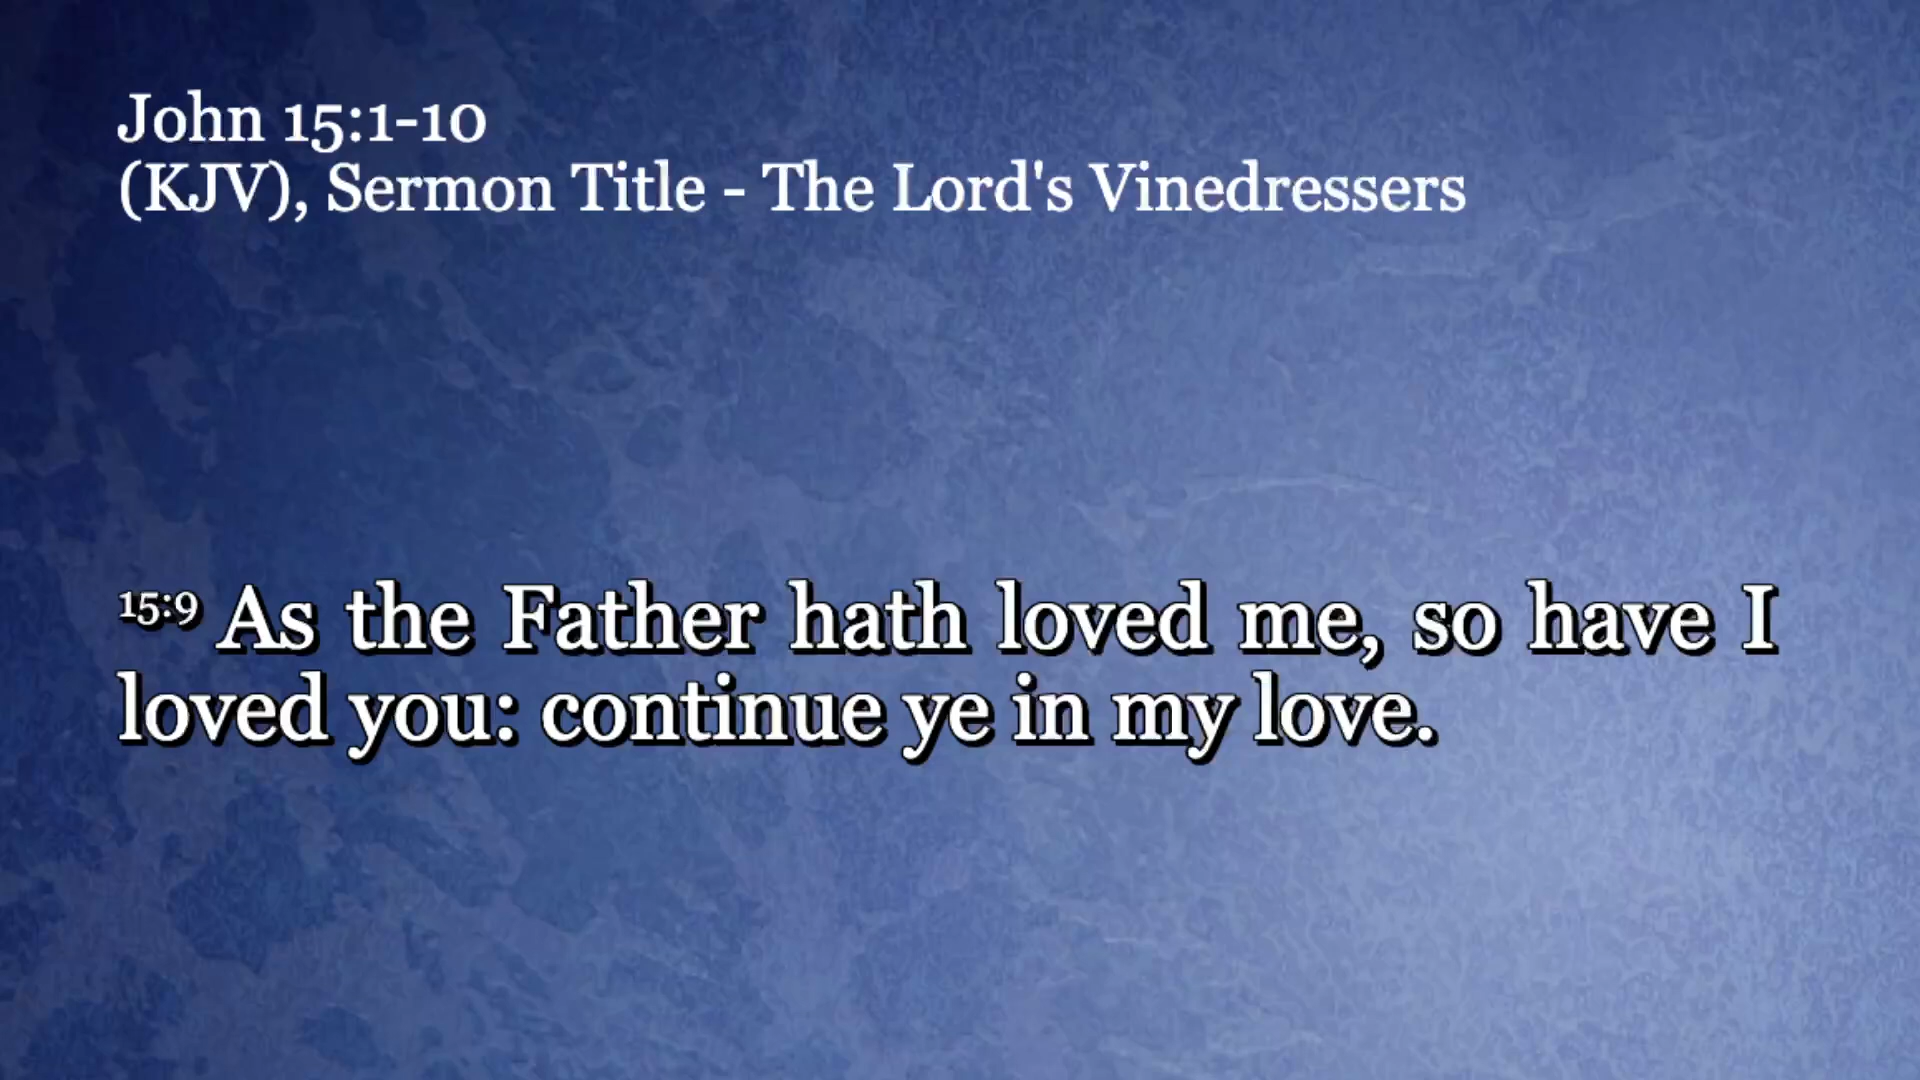 John 15:1-10
(KJV), Sermon Title - The Lord's Vinedressers
15:9 As the Father hath loved me, so have I
loved you: continue ye in my love.